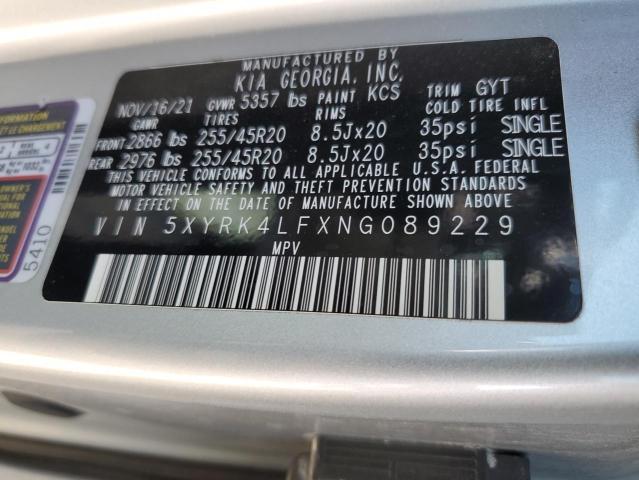 MANUFACTURED BY
KIA GEORGIA, INC.
NOV/16/21 GVWR 5357 lbs PAINT KCS TRIM GYT
GAWR TIRES RIMS COLD TIRE INFL
FRONT 2866 lbs 255/45R20 8.5Jx20 35psi SINGLE
REAR 2976 lbs 255/45R20 8.5Jx20 35psi SINGLE
THIS VEHICLE CONFORMS TO ALL APPLICABLE U.S.A. FEDERAL
MOTOR VEHICLE SAFETY AND THEFT PREVENTION STANDARDS
IN EFFECT ON THE DATE OF MANUFACTURE SHOWN ABOVE
VIN 5XYRK4LFXNG089229
MPV
5410